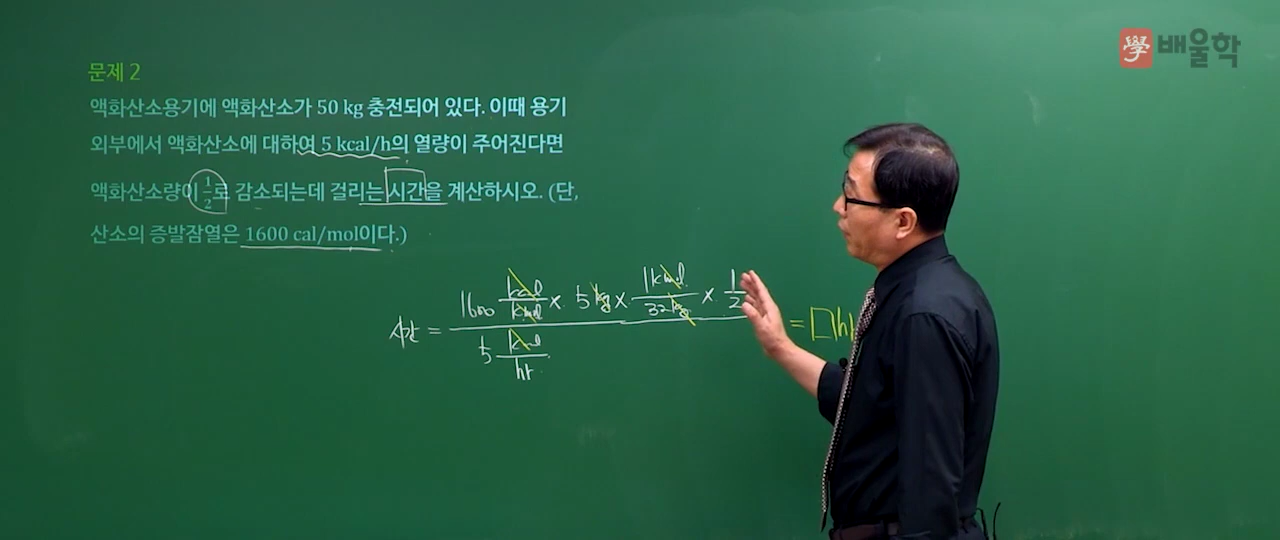 學 배울학
문제 2
액화산소용기에 액화산소가 50 kg 충전되어 있다. 이때 용기
외부에서 액화산소에 대하여 5 kcal/h의 열량이 주어진다면
액화산소량이 1/2로 감소되는데 걸리는 시간을 계산하시오. (단,
산소의 증발잠열은 1600 cal/mol이다.)
시간 = (1600 kcal/kmol × 5 kg × 1kmol/32kg × 1/2) / (5 kcal/hr) = □hr